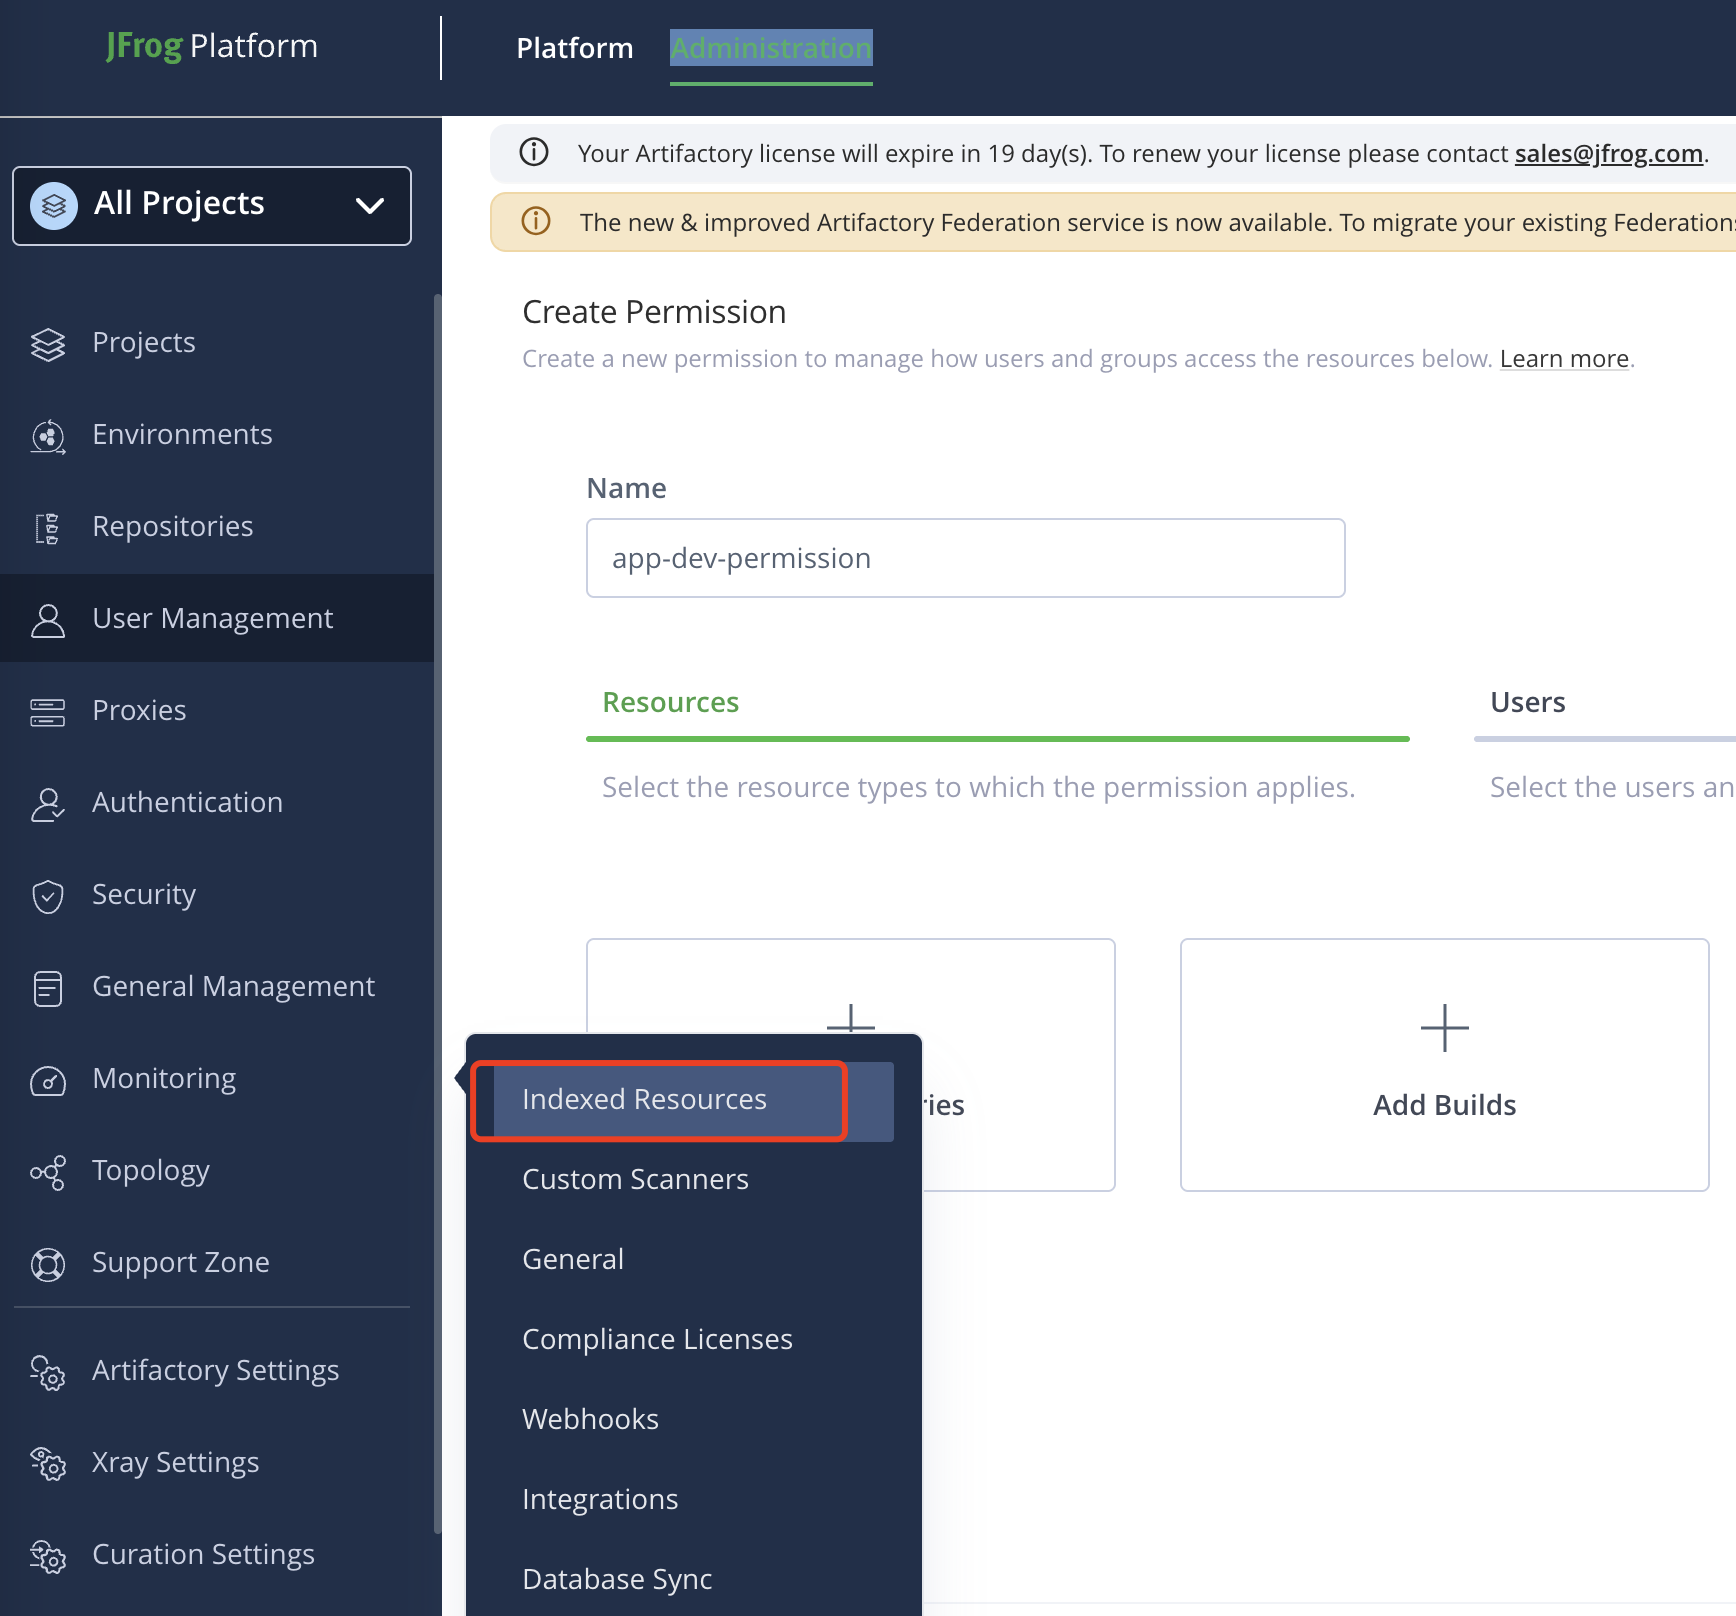 JFrog Platform
Platform
Administration
Your Artifactory license will expire in 19 day(s). To renew your license please contact sales@jfrog.com.
The new & improved Artifactory Federation service is now available. To migrate your existing Federations
All Projects
Projects
Environments
Repositories
User Management
Proxies
Authentication
Security
General Management
Monitoring
Topology
Support Zone
Artifactory Settings
Xray Settings
Curation Settings
Create Permission
Create a new permission to manage how users and groups access the resources below. Learn more.
Name
app-dev-permission
Resources
Select the resource types to which the permission applies.
Users
Select the users an
Add Builds
Indexed Resources
Custom Scanners
General
Compliance Licenses
Webhooks
Integrations
Database Sync